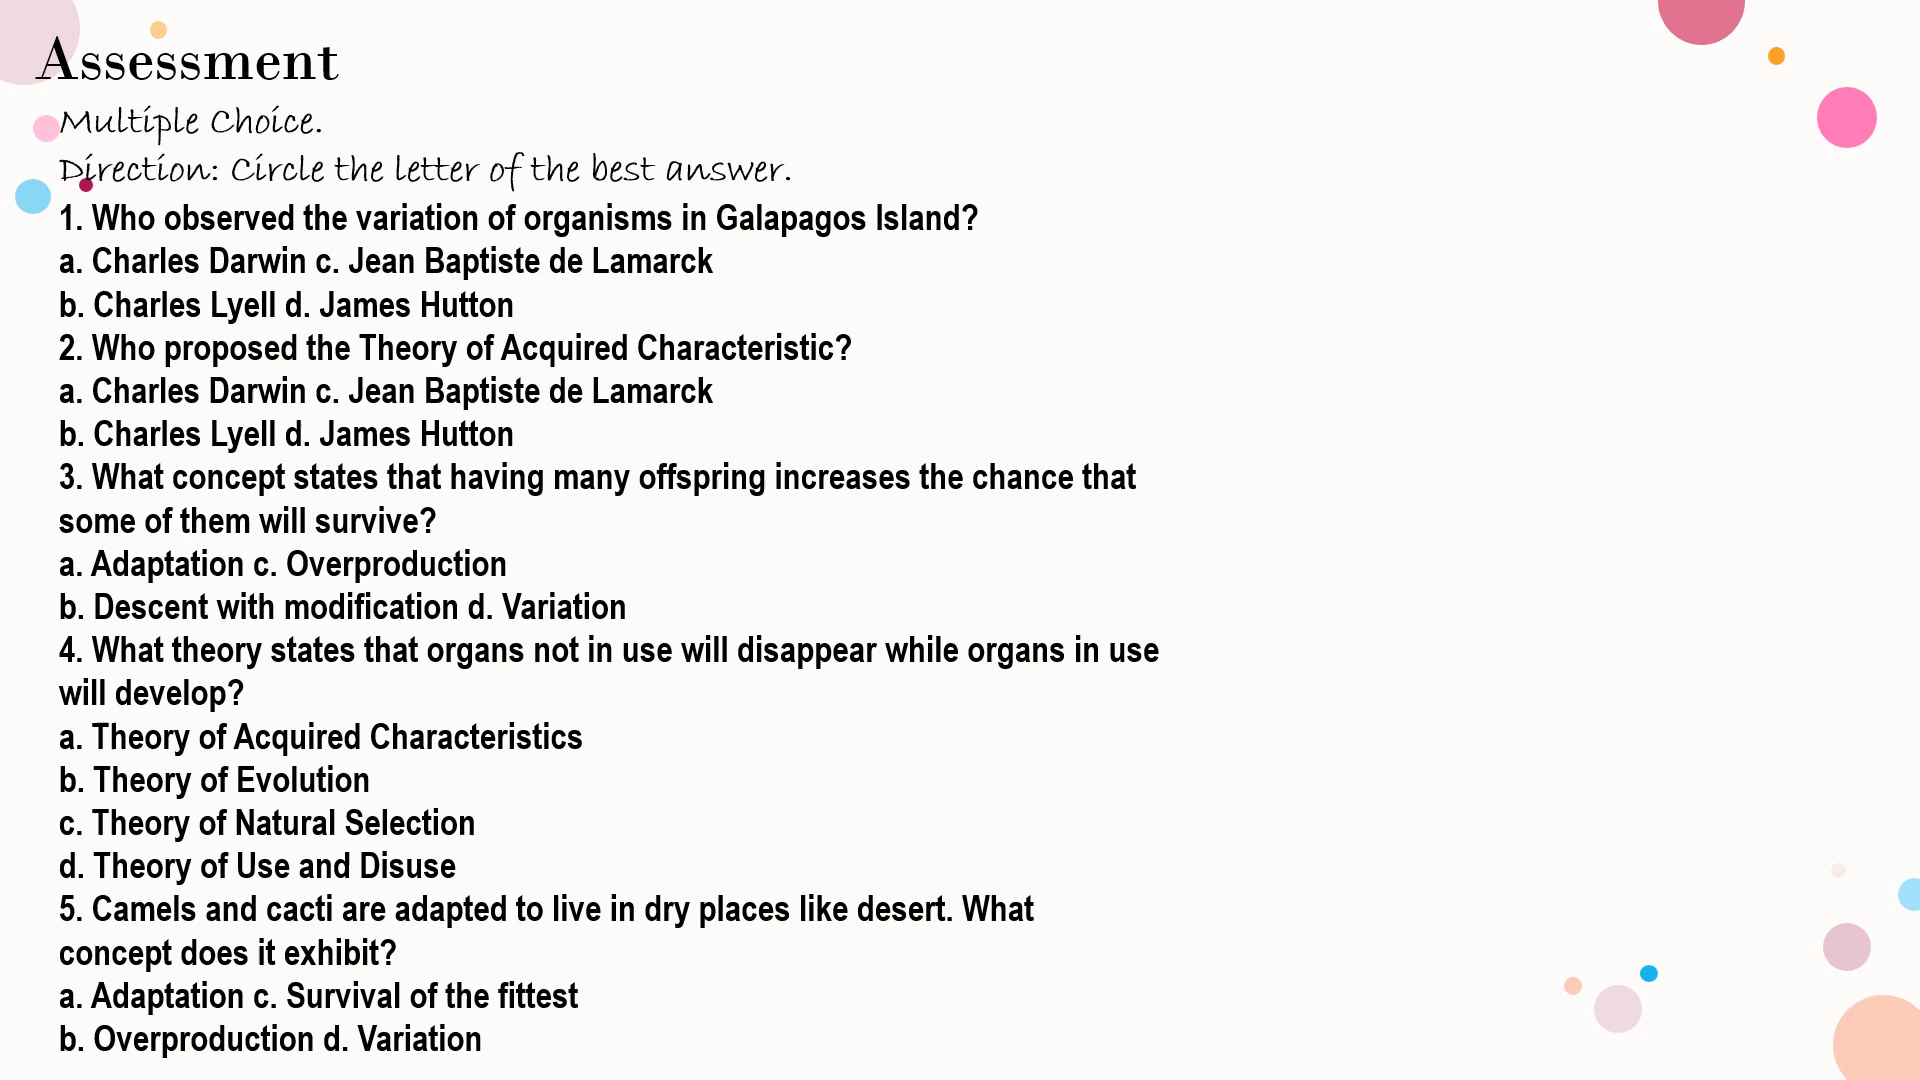 Assessment
Multiple Choice.
Direction: Circle the letter of the best answer.
1. Who observed the variation of organisms in Galapagos Island?
a. Charles Darwin c. Jean Baptiste de Lamarck
b. Charles Lyell d. James Hutton
2. Who proposed the Theory of Acquired Characteristic?
a. Charles Darwin c. Jean Baptiste de Lamarck
b. Charles Lyell d. James Hutton
3. What concept states that having many offspring increases the chance that
some of them will survive?
a. Adaptation c. Overproduction
b. Descent with modification d. Variation
4. What theory states that organs not in use will disappear while organs in use
will develop?
a. Theory of Acquired Characteristics
b. Theory of Evolution
c. Theory of Natural Selection
d. Theory of Use and Disuse
5. Camels and cacti are adapted to live in dry places like desert. What
concept does it exhibit?
a. Adaptation c. Survival of the fittest
b. Overproduction d. Variation